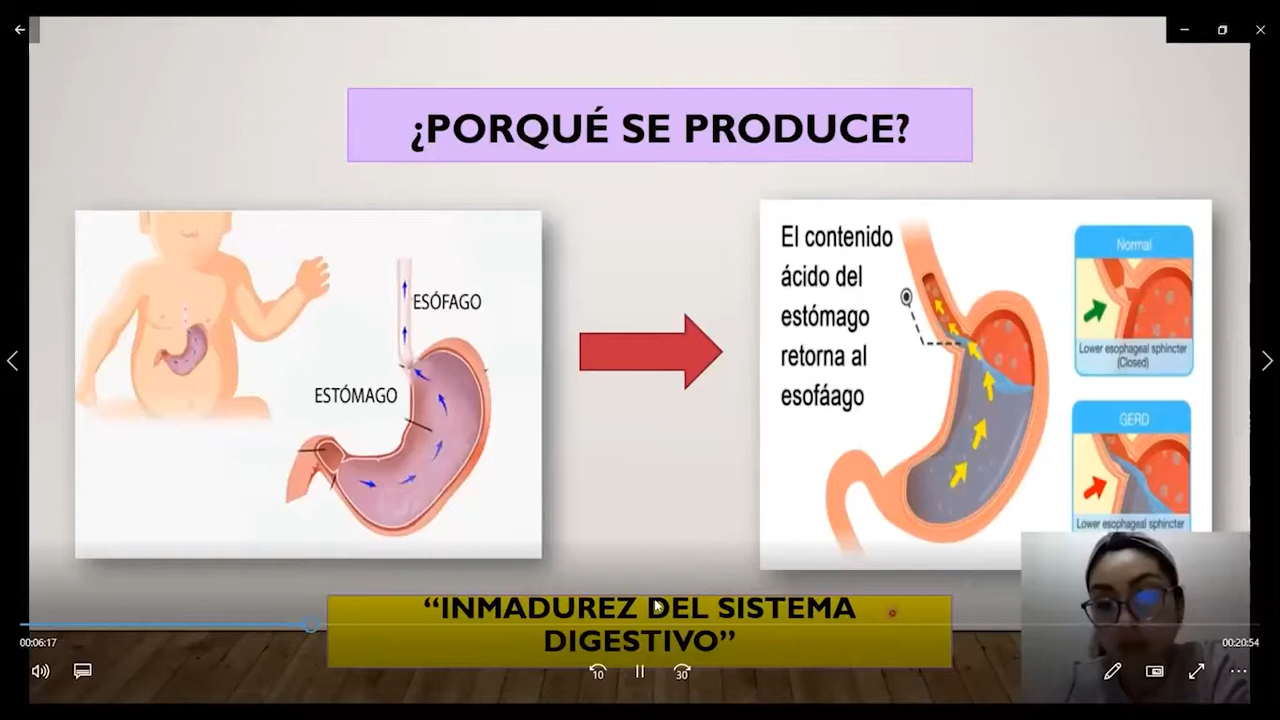 ¿PORQUÉ SE PRODUCE?
ESÓFAGO
ESTÓMAGO
El contenido
ácido del
estómago
retorna al
esofáago
Normal
Lower esophageal sphincter
(Closed)
GERD
Lower esophageal sphincter
“INMADUREZ DEL SISTEMA
DIGESTIVO”
00:06:17
00:20:54
10
30